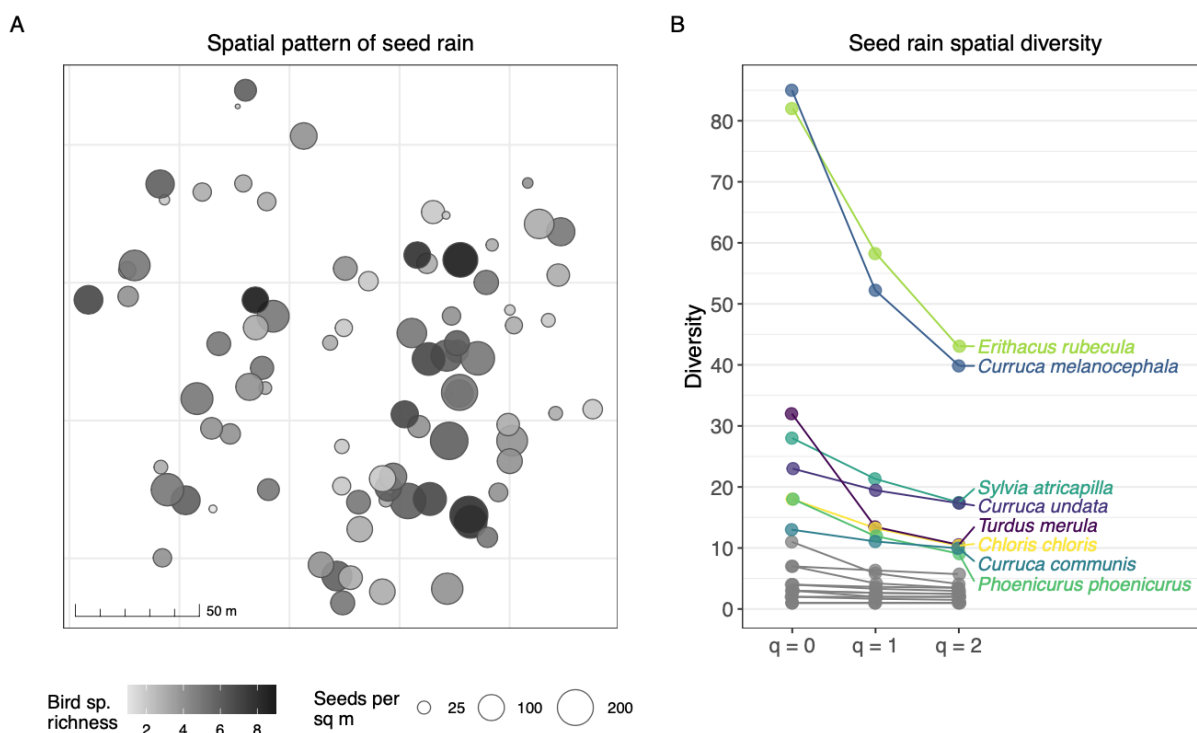 A
Spatial pattern of seed rain
50 m
Bird sp.
richness
2 4 6 8
Seeds per
sq m
25 100 200
B
Seed rain spatial diversity
Diversity
80
70
60
50
40
30
20
10
0
Erithacus rubecula
Curruca melanocephala
Sylvia atricapilla
Curruca undata
Turdus merula
Chloris chloris
Curruca communis
Phoenicurus phoenicurus
q = 0 q = 1 q = 2